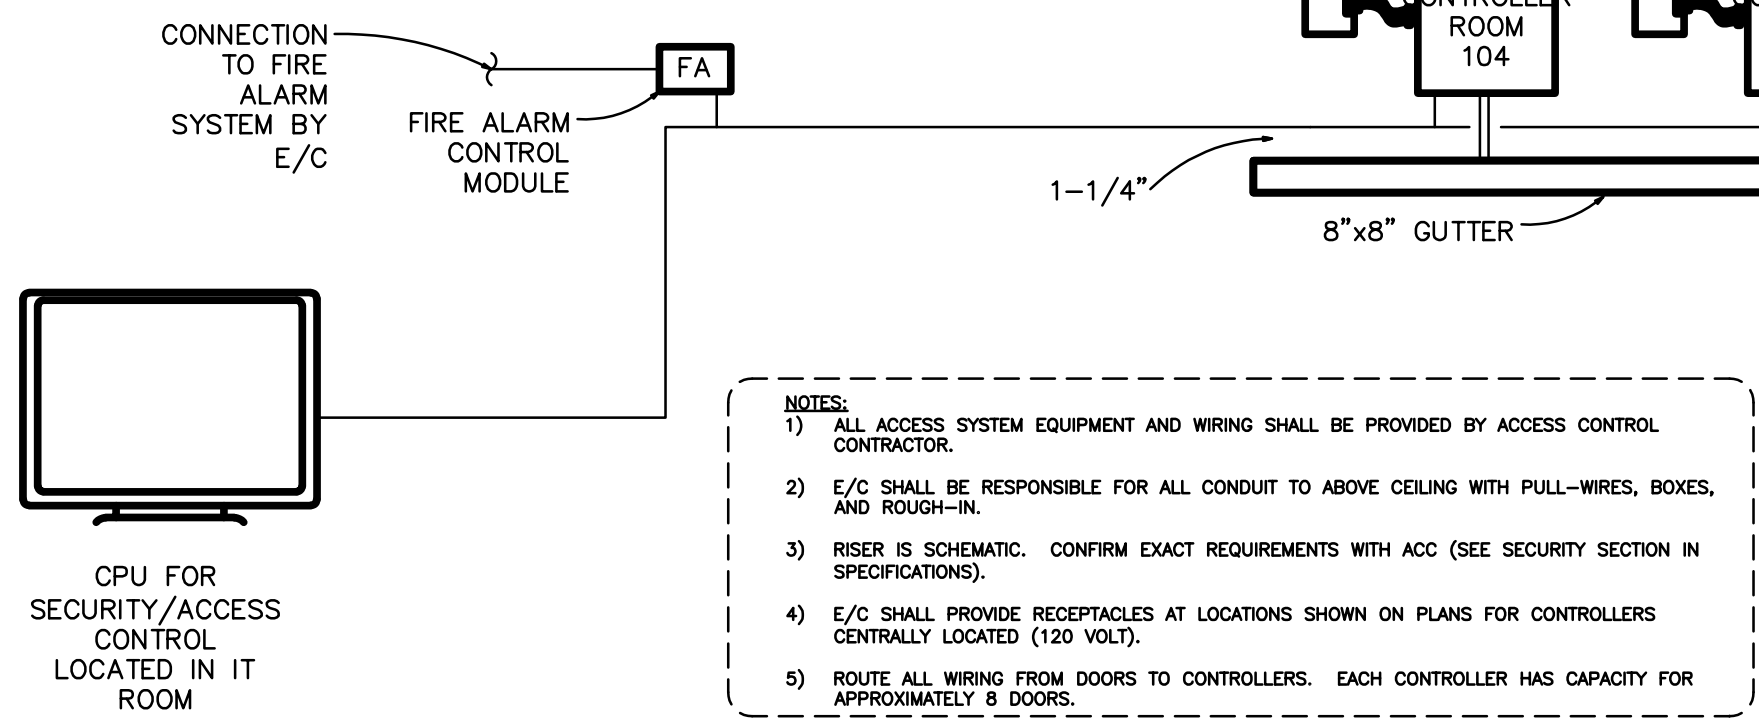 CONNECTION
TO FIRE
ALARM
SYSTEM BY
E/C
FA
FIRE ALARM
CONTROL
MODULE
ROOM
104
1-1/4"
8"x8" GUTTER
CPU FOR
SECURITY/ACCESS
CONTROL
LOCATED IN IT
ROOM
NOTES:
1) ALL ACCESS SYSTEM EQUIPMENT AND WIRING SHALL BE PROVIDED BY ACCESS CONTROL
CONTRACTOR.
2) E/C SHALL BE RESPONSIBLE FOR ALL CONDUIT TO ABOVE CEILING WITH PULL-WIRES, BOXES,
AND ROUGH-IN.
3) RISER IS SCHEMATIC. CONFIRM EXACT REQUIREMENTS WITH ACC (SEE SECURITY SECTION IN
SPECIFICATIONS).
4) E/C SHALL PROVIDE RECEPTACLES AT LOCATIONS SHOWN ON PLANS FOR CONTROLLERS
CENTRALLY LOCATED (120 VOLT).
5) ROUTE ALL WIRING FROM DOORS TO CONTROLLERS. EACH CONTROLLER HAS CAPACITY FOR
APPROXIMATELY 8 DOORS.